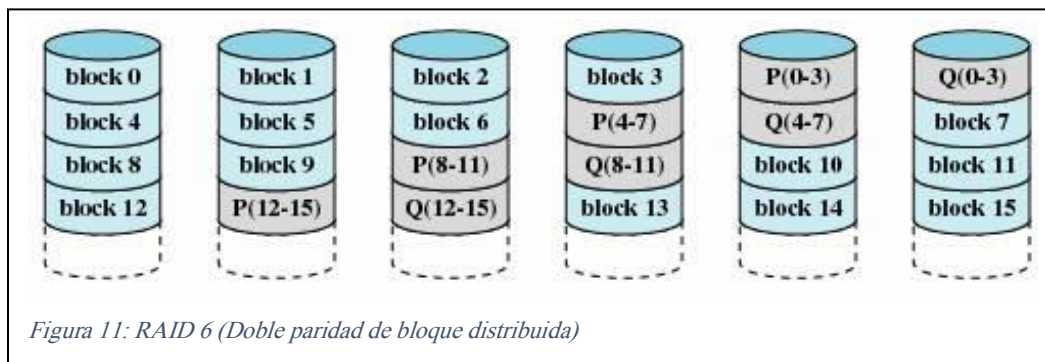 block 0 block 1 block 2 block 3 P(0-3) Q(0-3)
block 4 block 5 block 6 P(4-7) Q(4-7) block 7
block 8 block 9 P(8-11) Q(8-11) block 10 block 11
block 12 P(12-15) Q(12-15) block 13 block 14 block 15
Figura 11: RAID 6 (Doble paridad de bloque distribuida)